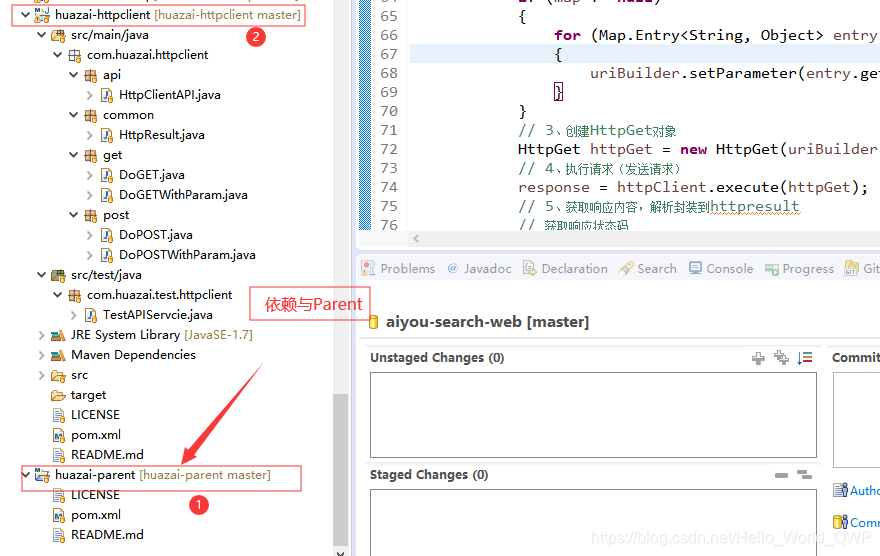 huazai-httpclient [huazai-httpclient master]
2
src/main/java
com.huazai.httpclient
api
HttpClientAPI.java
common
HttpResult.java
get
DoGET.java
DoGETWithParam.java
post
DoPOST.java
DoPOSTWithParam.java
src/test/java
com.huazai.test.httpclient
TestAPIServcie.java
JRE System Library [JavaSE-1.7]
Maven Dependencies
src
target
LICENSE
pom.xml
README.md
huazai-parent [huazai-parent master]
1
LICENSE
pom.xml
README.md
依赖与Parent
65 {
66 for (Map.Entry<String, Object> entry
67 {
68 uriBuilder.setParameter(entry.ge
69 }
70 }
71 // 3、创建HttpGet对象
72 HttpGet httpGet = new HttpGet(uriBuilder
73 // 4、执行请求（发送请求）
74 response = httpClient.execute(httpGet);
75 // 5、获取响应内容，解析封装到httpresult
76 // 获取响应状态码
Problems @ Javadoc Declaration Search Console Progress Git
aiyou-search-web [master]
Unstaged Changes (0)
Commit
Staged Changes (0)
Autho
Comm
https://blog.csdn.net/Hello_World_QWP